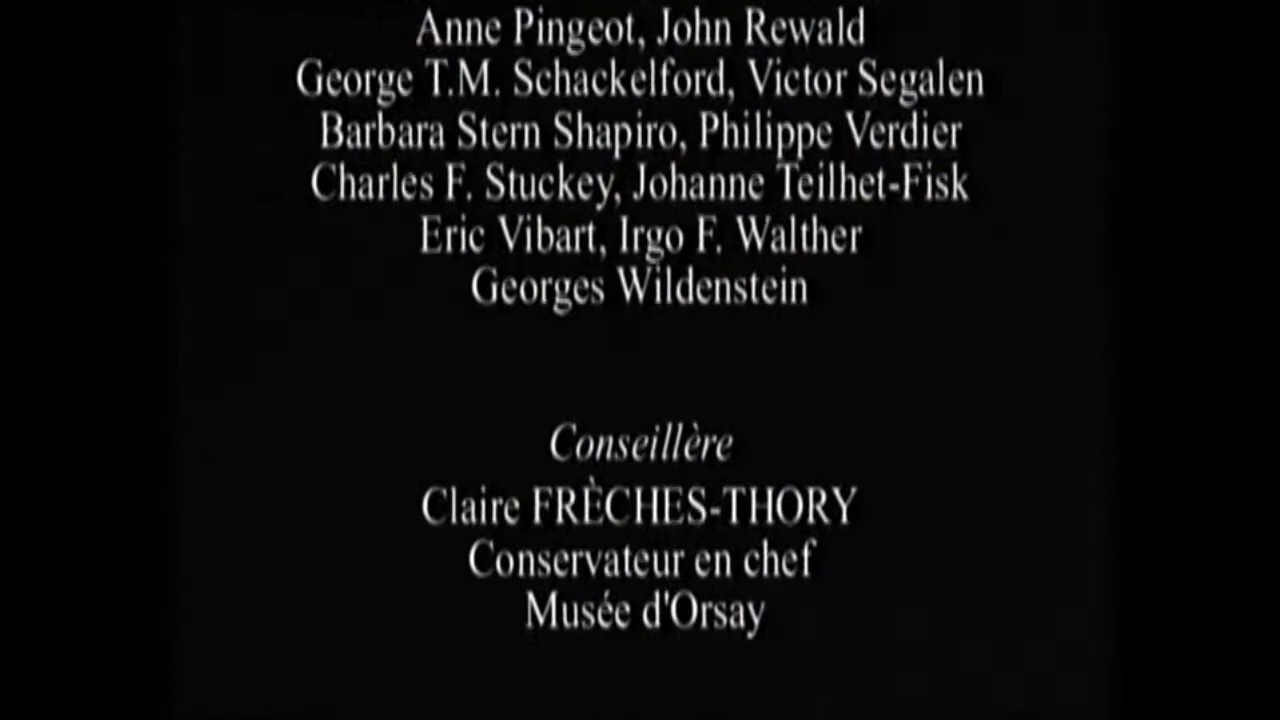 Anne Pingeot, John Rewald
George T.M. Schackelford, Victor Segalen
Barbara Stern Shapiro, Philippe Verdier
Charles F. Stuckey, Johanne Teilhet-Fisk
Eric Vibart, Irgo F. Walther
Georges Wildenstein
Conseillère
Claire FRÈCHES-THORY
Conservateur en chef
Musée d'Orsay